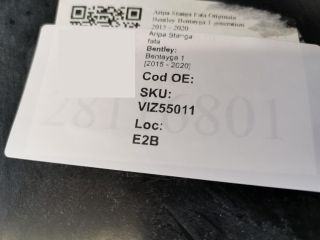 Aripa Stanga Fata Originala
Bentley Bentayga 1 generation
2015 - 2020
Aripa Stanga
fata
Bentley:
Bentayga 1
[2015 - 2020]
Cod OE:
SKU:
VIZ55011
Loc:
E2B